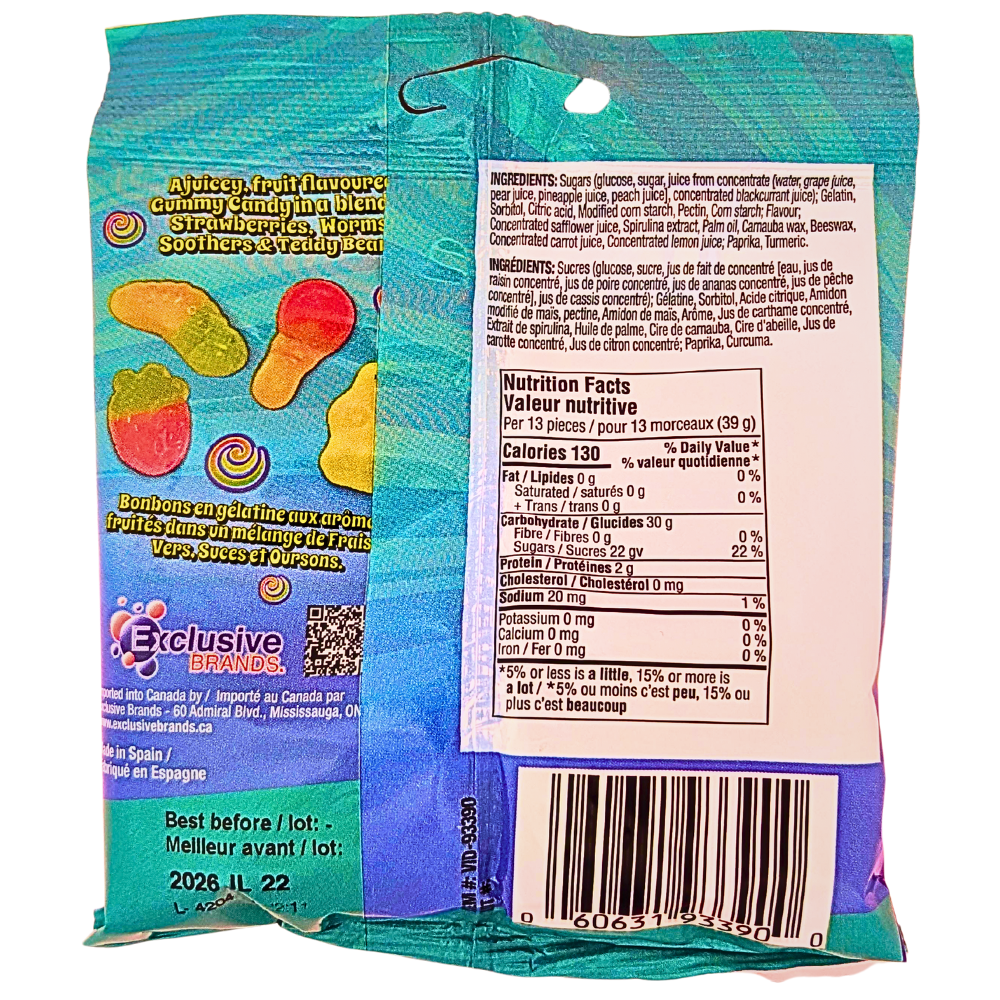 Ajuicey, fruit flavoured
Gummy Candy in a blend
Strawberries, Worms
Soothers & Teddy Bear
Bonbons en gélatine aux
fruités dans un mélange de
Vers, Suces et Oursons.
Exclusive
BRANDS.
into Canada by / Importé au Canada par
Brands - 60 Admiral Blvd., Mississauga, ON
.exclusivebrands.ca
in Spain /
en Espagne
Best before / lot: -
Meilleur avant / lot:
2026 JL 22
INGREDIENTS: Sugars (glucose, sugar, juice from concentrate [water, grape juice,
pear juice, pineapple juice, peach juice], concentrated blackcurrant juice); Gelatin,
Sorbitol, Citric acid, Modified corn starch, Pectin, Corn starch; Flavour;
Concentrated safflower juice, Spirulina extract, Palm oil, Carnauba wax, Beeswax,
Concentrated carrot juice, Concentrated lemon juice; Paprika, Turmeric.
INGRÉDIENTS: Sucres (glucose, sucre, jus de fait de concentré [eau, jus de
raisin concentré, jus de poire concentré, jus de ananas concentré, jus de pêche
concentré], jus de cassis concentré); Gélatine, Sorbitol, Acide citrique, Amidon
modifié de maïs, pectine, Amidon de maïs, Arôme, Jus de carthame concentré,
Extrait de spirulina, Huile de palme, Cire de carnauba, Cire d'abeille, Jus de
carotte concentré, Jus de citron concentré; Paprika, Curcuma.
Nutrition Facts
Valeur nutritive
Per 13 pieces / pour 13 morceaux (39 g)
Calories 130 % Daily Value*
% valeur quotidienne*
Fat / Lipides 0 g 0 %
Saturated / saturés 0 g 0 %
+ Trans / trans 0 g
Carbohydrate / Glucides 30 g
Fibre / Fibres 0 g 0 %
Sugars / Sucres 22 gv 22 %
Protein / Protéines 2 g
Cholesterol / Cholestérol 0 mg
Sodium 20 mg 1 %
Potassium 0 mg 0 %
Calcium 0 mg 0 %
Iron / Fer 0 mg 0 %
*5% or less is a little, 15% or more is
a lot / *5% ou moins c'est peu, 15% ou
plus c'est beaucoup
#: VID-93390
0 60631 93390 0